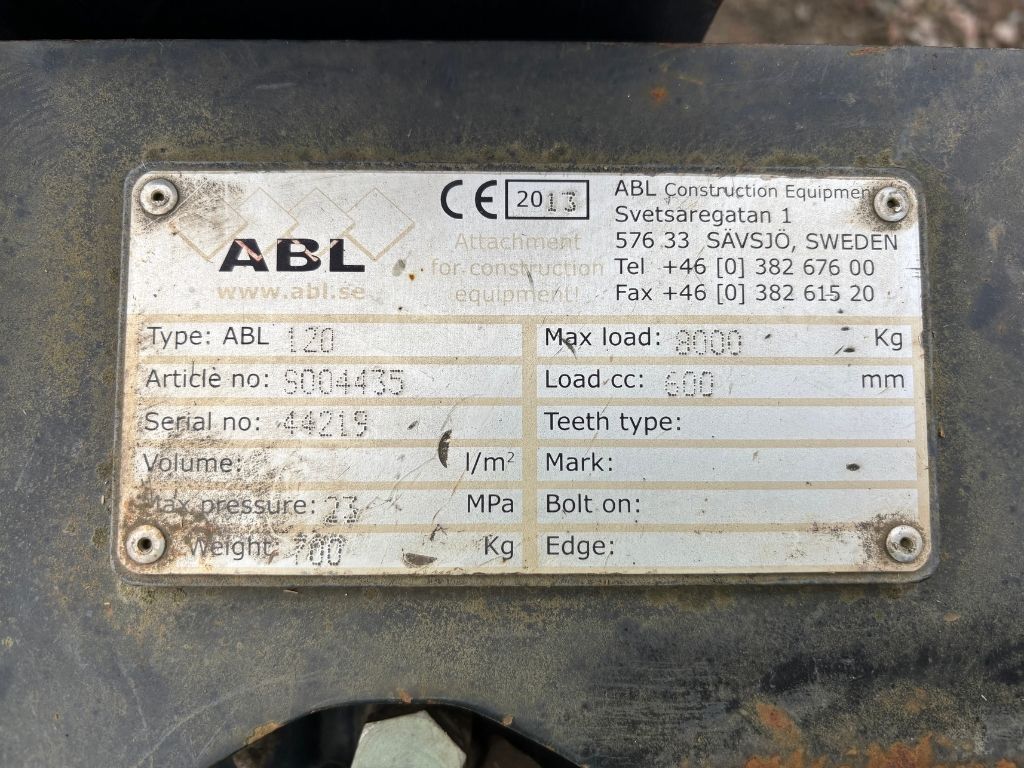 CE 2013
ABL
www.abl.se
Attachment
for construction
equipment!
ABL Construction Equipment
Svetsaregatan 1
576 33 SÄVSJÖ, SWEDEN
Tel +46 [0] 382 676 00
Fax +46 [0] 382 615 20
Type: ABL 120
Article no: S004435
Serial no: 44219
Volume: l/m²
Max pressure: 23 MPa
Weight: 700 Kg
Max load: 8000 Kg
Load cc: 600 mm
Teeth type:
Mark:
Bolt on:
Edge: